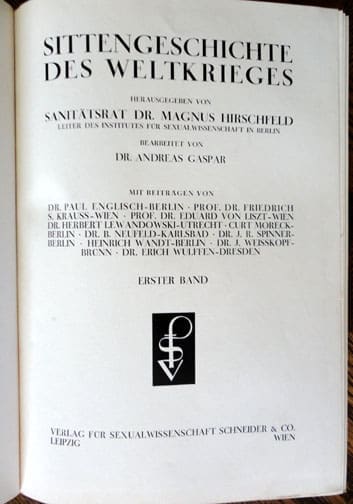 SITTENGESCHICHTE
DES WELTKRIEGES
HERAUSGEGEBEN VON
SANITÄTSRAT DR. MAGNUS HIRSCHFELD
LEITER DES INSTITUTES FÜR SEXUALWISSENSCHAFT IN BERLIN
BEARBEITET VON
DR. ANDREAS GASPAR
MIT BEITRÄGEN VON
DR. PAUL ENGLISCH-BERLIN · PROF. DR. FRIEDRICH
S. KRAUSS-WIEN · PROF. DR. EDUARD VON LISZT-WIEN
DR. HERBERT LEWANDOWSKI-UTRECHT · CURT MORECK-
BERLIN · DR. B. NEUFELD-KARLSBAD · DR. J. R. SPINNER-
BERLIN · HEINRICH WANDT-BERLIN · DR. J. WEISSKOPF-
BRÜNN · DR. ERICH WULFFEN-DRESDEN
ERSTER BAND
VERLAG FÜR SEXUALWISSENSCHAFT SCHNEIDER & CO.
LEIPZIG WIEN